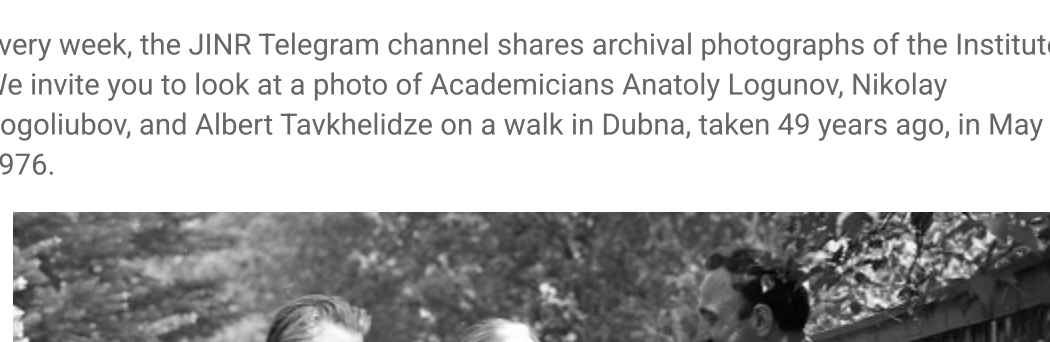 very week, the JINR Telegram channel shares archival photographs of the Institut
We invite you to look at a photo of Academicians Anatoly Logunov, Nikolay
ogoliubov, and Albert Tavkhelidze on a walk in Dubna, taken 49 years ago, in May
976.